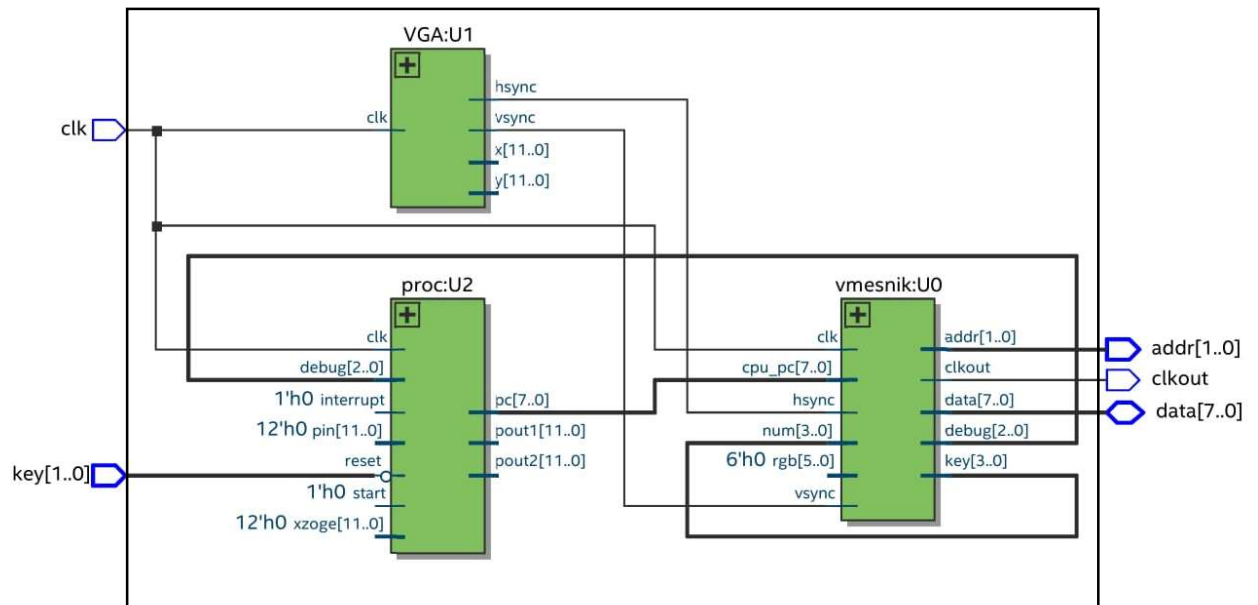 VGA:U1
hsync
clk
clk
vsync
x[11..0]
y[11..0]
proc:U2
vmesnik:U0
clk
clk
addr[1..0]
addr[1..0]
debug[2..0]
cpu_pc[7..0]
clkout
clkout
1'h0 interrupt
pc[7..0]
hsync
data[7..0]
data[7..0]
12'h0 pin[11..0]
pout1[11..0]
num[3..0]
debug[2..0]
key[1..0]
reset
pout2[11..0]
6'h0 rgb[5..0]
key[3..0]
1'h0 start
vsync
12'h0 xzoge[11..0]